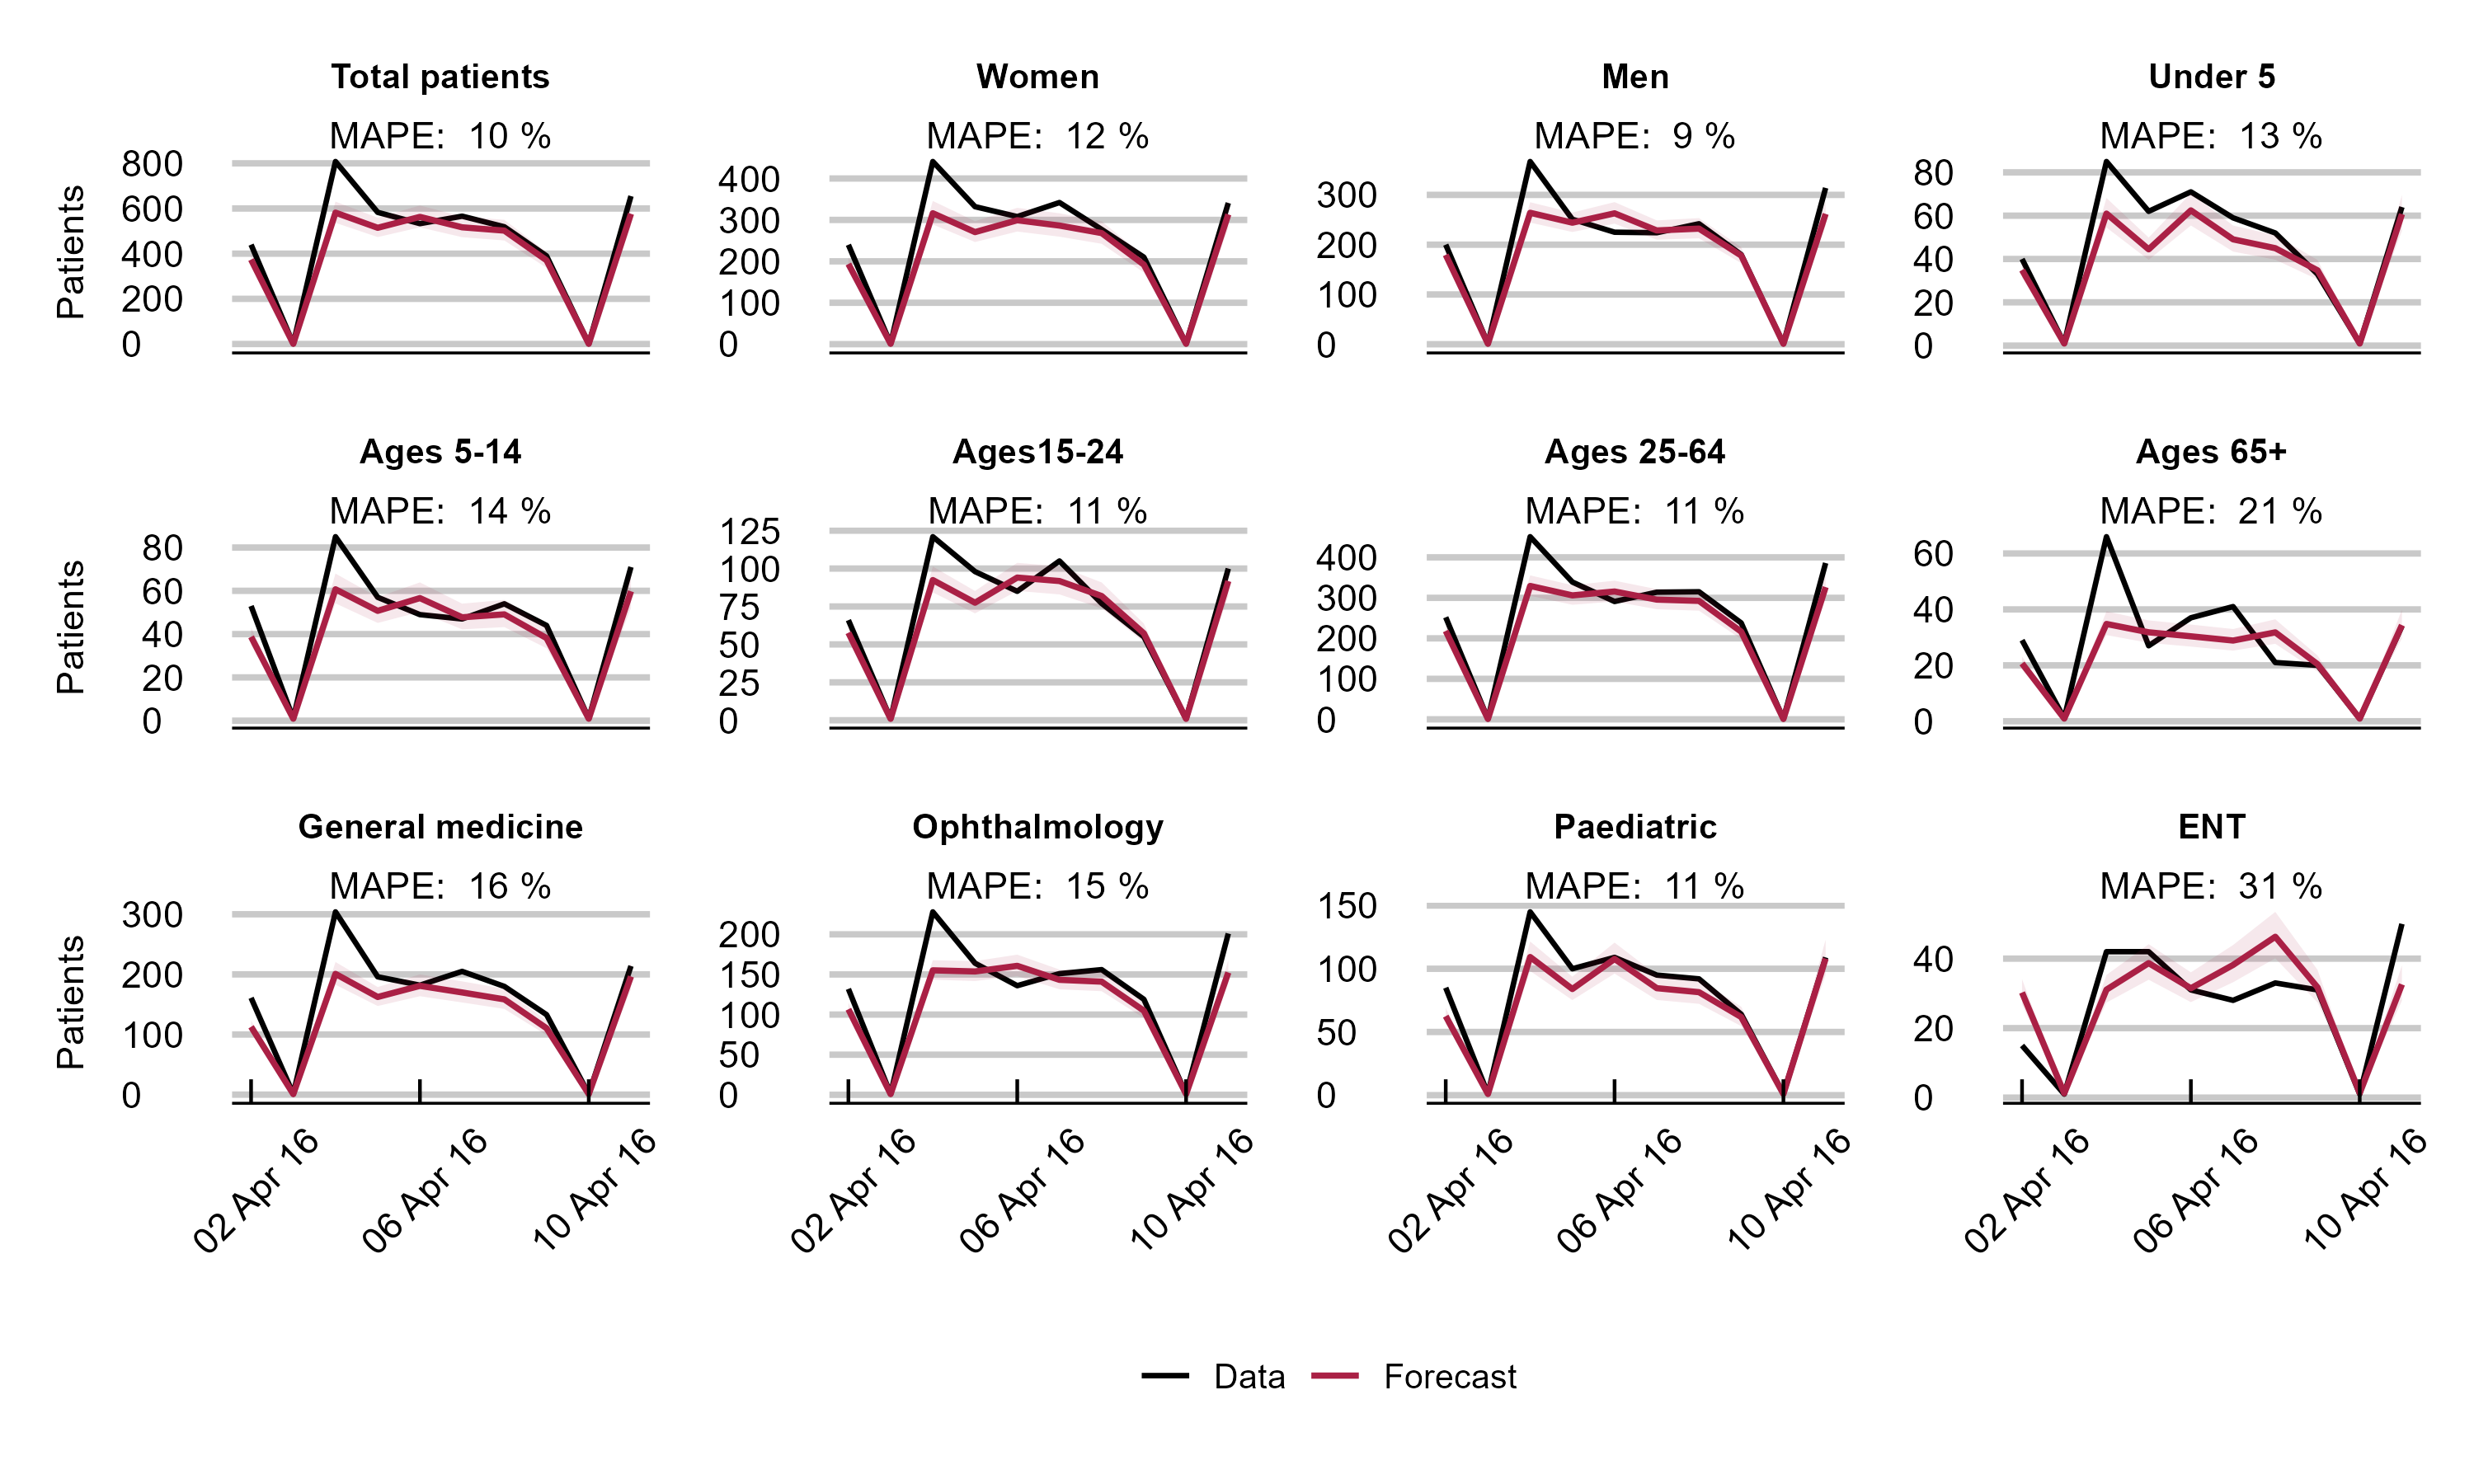 Total patients
MAPE: 10 %
Women
MAPE: 12 %
Men
MAPE: 9 %
Under 5
MAPE: 13 %
Patients
800
600
400
200
0
400
300
200
100
0
300
200
100
0
80
60
40
20
0
Ages 5-14
MAPE: 14 %
Ages15-24
MAPE: 11 %
Ages 25-64
MAPE: 11 %
Ages 65+
MAPE: 21 %
Patients
80
60
40
20
0
125
100
75
50
25
0
400
300
200
100
0
60
40
20
0
General medicine
MAPE: 16 %
Ophthalmology
MAPE: 15 %
Paediatric
MAPE: 11 %
ENT
MAPE: 31 %
Patients
300
200
100
0
200
150
100
50
0
150
100
50
0
40
20
0
02 Apr 16
06 Apr 16
10 Apr 16
02 Apr 16
06 Apr 16
10 Apr 16
02 Apr 16
06 Apr 16
10 Apr 16
02 Apr 16
06 Apr 16
10 Apr 16
Data
Forecast